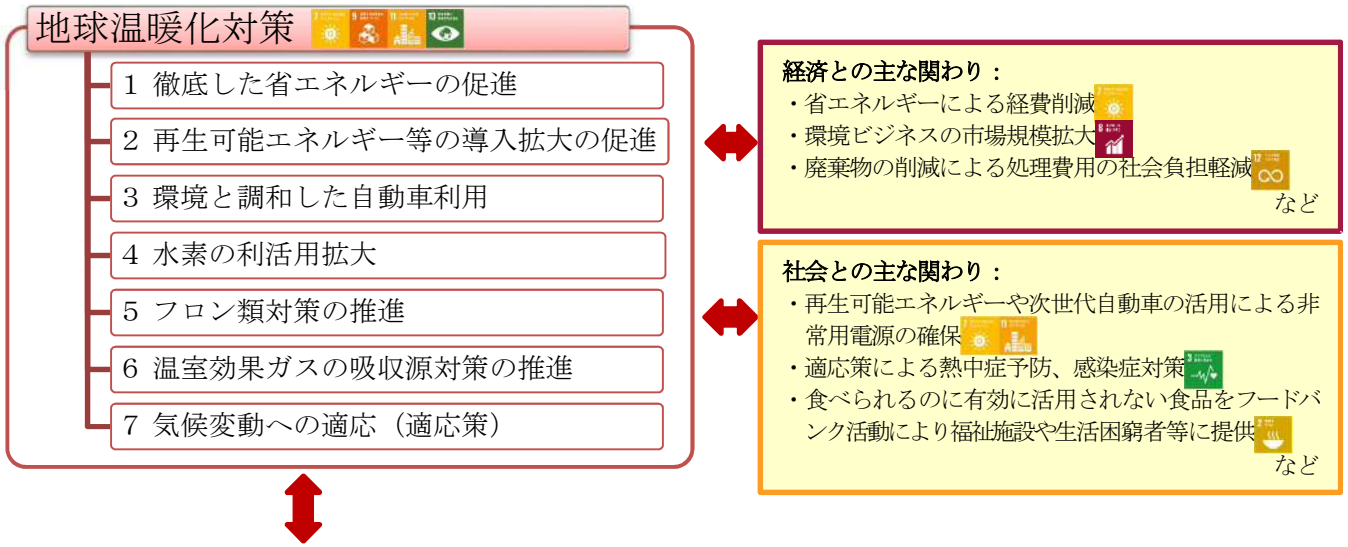 地球温暖化対策
7
9
11
13
1 徹底した省エネルギーの促進
2 再生可能エネルギー等の導入拡大の促進
3 環境と調和した自動車利用
4 水素の利活用拡大
5 フロン類対策の推進
6 温室効果ガスの吸収源対策の推進
7 気候変動への適応（適応策）
経済との主な関わり：
・省エネルギーによる経費削減
7
・環境ビジネスの市場規模拡大
8
・廃棄物の削減による処理費用の社会負担軽減
12
など
社会との主な関わり：
・再生可能エネルギーや次世代自動車の活用による非
常用電源の確保
7
11
・適応策による熱中症予防、感染症対策
3
・食べられるのに有効に活用されない食品をフードバ
ンク活動により福祉施設や生活困窮者等に提供
2
など